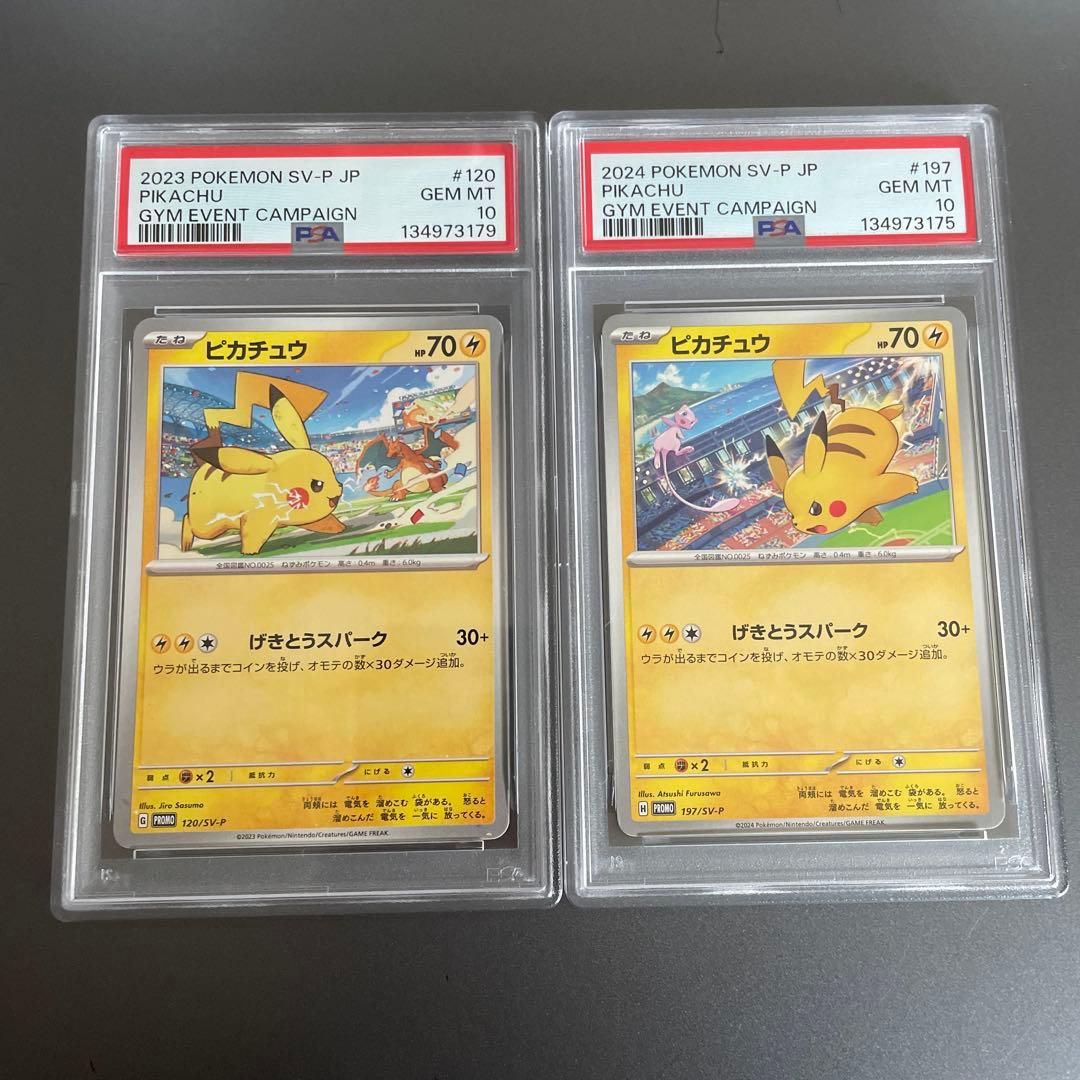 2023 POKEMON SV-P JP #120
PIKACHU GEM MT
GYM EVENT CAMPAIGN 10
PSA 134973179
たね ピカチュウ HP70
全国図鑑NO.0025 ねずみポケモン 高さ:0.4m 重さ:6.0kg
げきとうスパーク 30+
ウラが出るまでコインを投げ、オモテの数×30ダメージ追加。
弱点 ×2 抵抗力 にげる
Illus. Jiro Sasumo
両頬には 電気を 溜めこむ 袋がある。 怒ると
溜めこんだ 電気を 一気に 放ってくる。
G PROMO 120/SV-P
©2023 Pokémon/Nintendo/Creatures/GAME FREAK.
2024 POKEMON SV-P JP #197
PIKACHU GEM MT
GYM EVENT CAMPAIGN 10
PSA 134973175
たね ピカチュウ HP70
全国図鑑NO.0025 ねずみポケモン 高さ:0.4m 重さ:6.0kg
げきとうスパーク 30+
ウラが出るまでコインを投げ、オモテの数×30ダメージ追加。
弱点 ×2 抵抗力 にげる
Illus. Atsushi Furusawa
両頬には 電気を 溜めこむ 袋がある。 怒ると
溜めこんだ 電気を 一気に 放ってくる。
H PROMO 197/SV-P
©2024 Pokémon/Nintendo/Creatures/GAME FREAK.